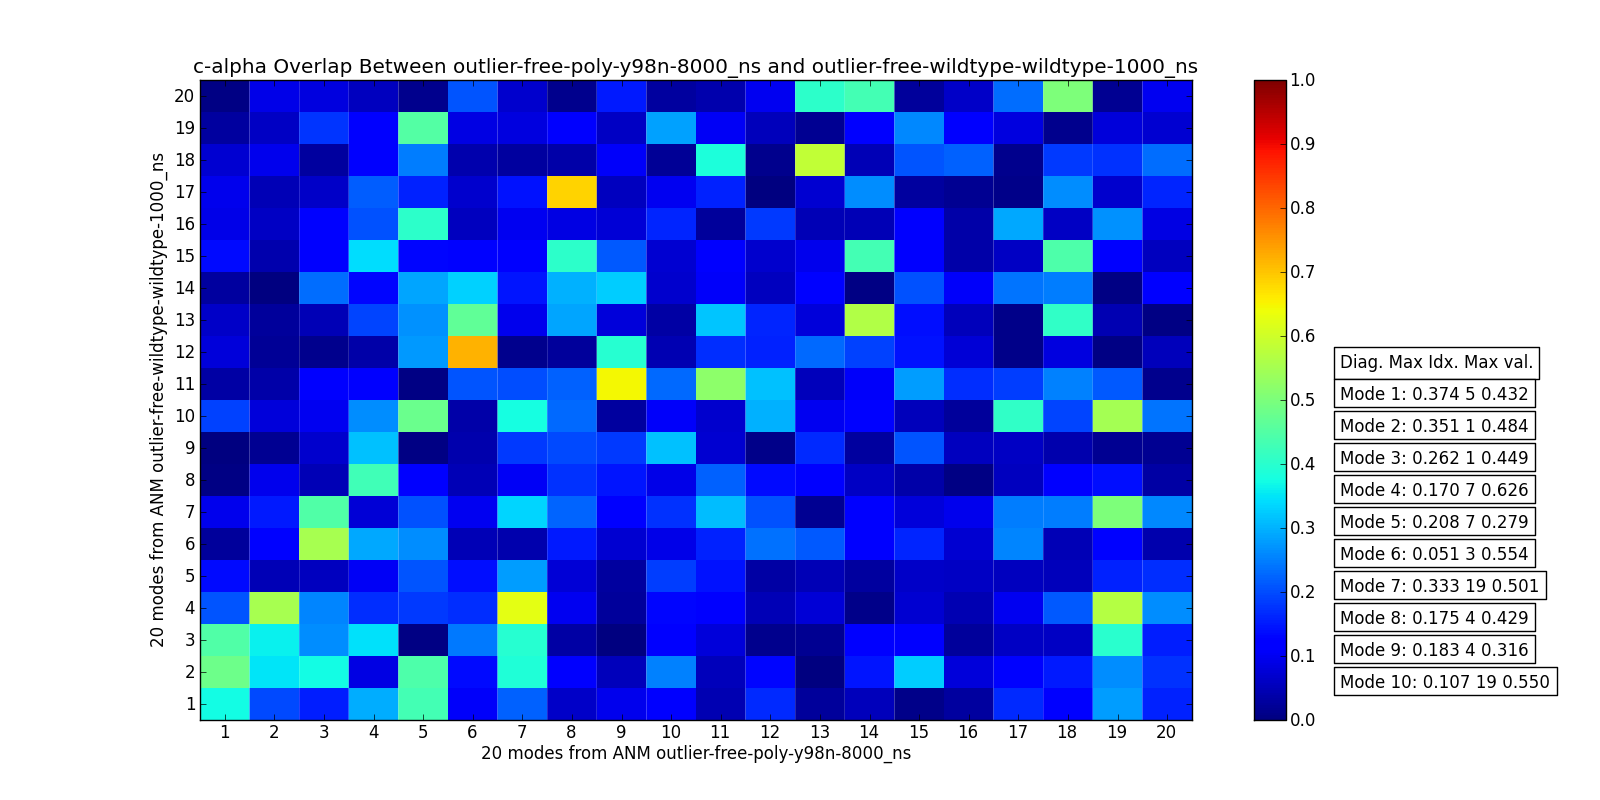 c-alpha Overlap Between outlier-free-poly-y98n-8000_ns and outlier-free-wildtype-wildtype-1000_ns
20 modes from ANM outlier-free-wildtype-wildtype-1000_ns
20
19
18
17
16
15
14
13
12
11
10
9
8
7
6
5
4
3
2
1
1 2 3 4 5 6 7 8 9 10 11 12 13 14 15 16 17 18 19 20
20 modes from ANM outlier-free-poly-y98n-8000_ns
1.0
0.9
0.8
0.7
0.6
0.5
0.4
0.3
0.2
0.1
0.0
Diag. Max Idx. Max val.
Mode 1: 0.374 5 0.432
Mode 2: 0.351 1 0.484
Mode 3: 0.262 1 0.449
Mode 4: 0.170 7 0.626
Mode 5: 0.208 7 0.279
Mode 6: 0.051 3 0.554
Mode 7: 0.333 19 0.501
Mode 8: 0.175 4 0.429
Mode 9: 0.183 4 0.316
Mode 10: 0.107 19 0.550